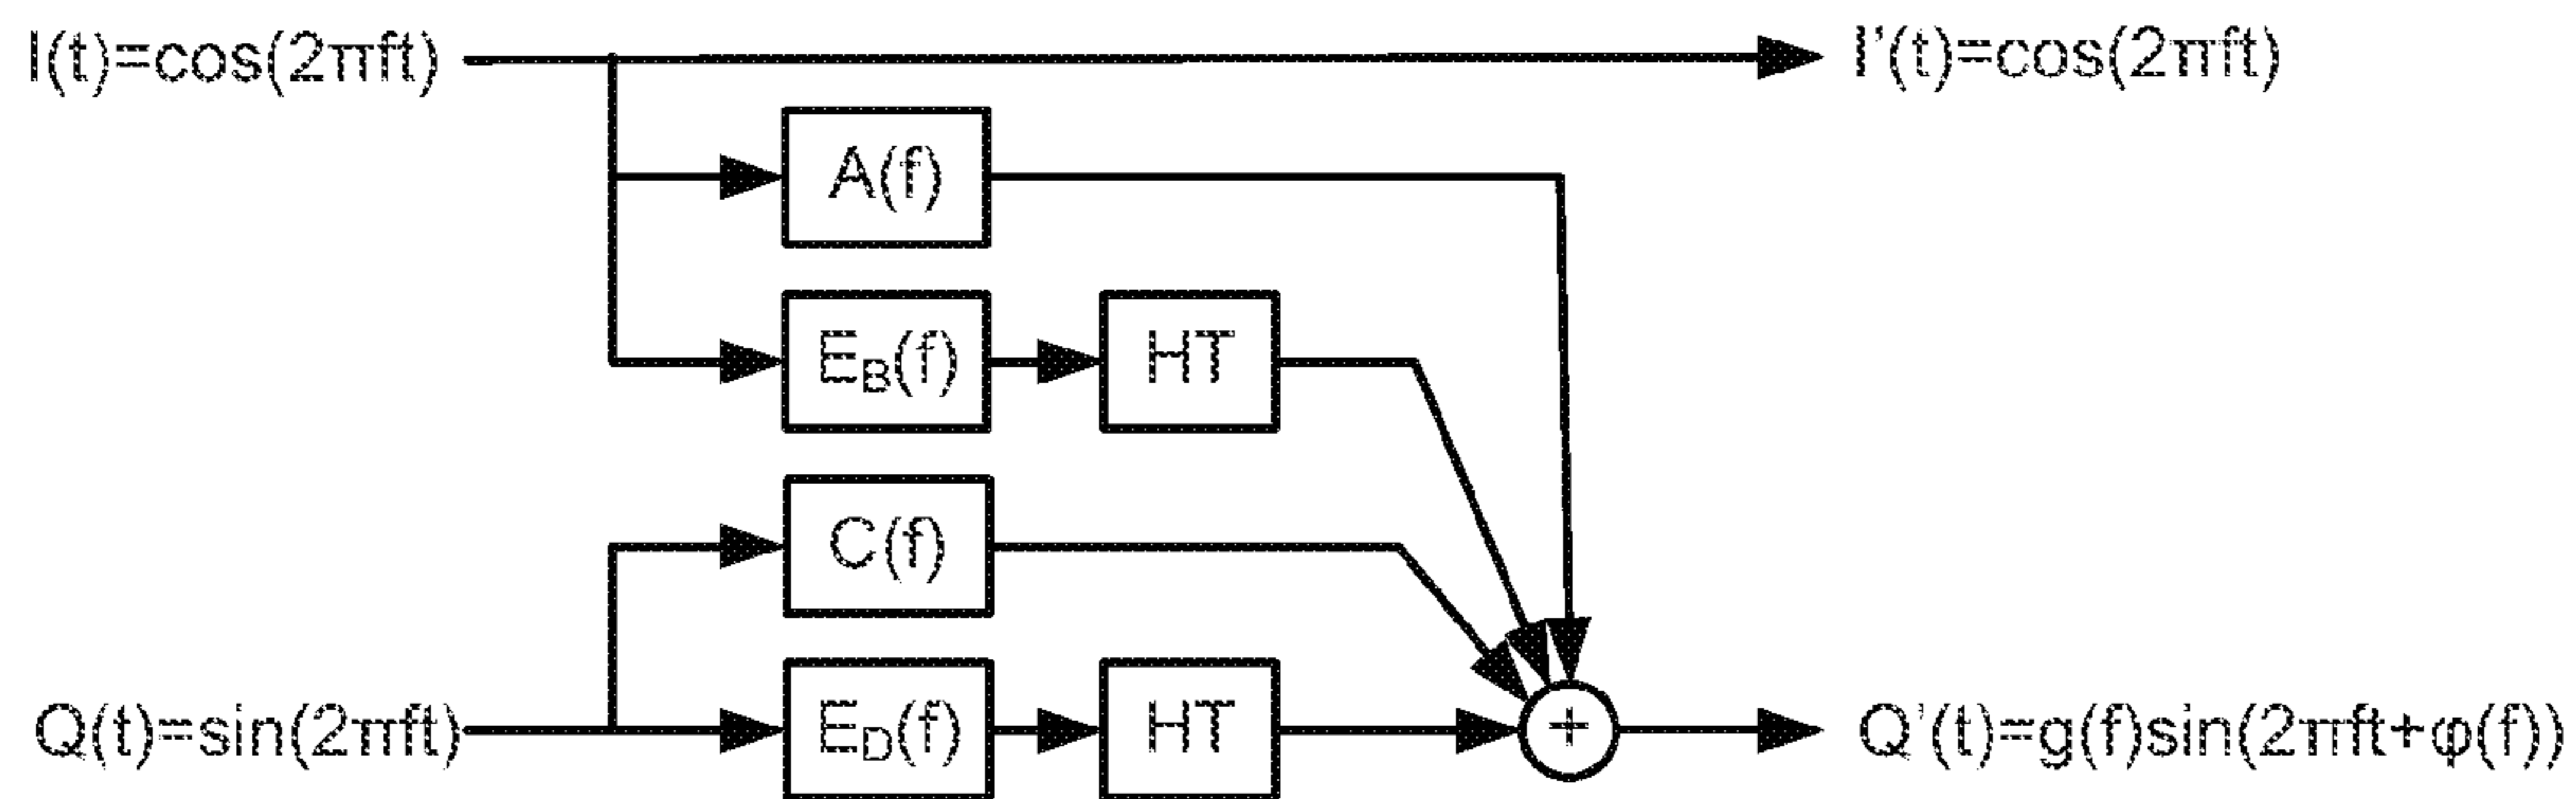 I(t)=cos(2πft) I'(t)=cos(2πft)
A(f)
E_B(f) HT
C(f)
Q(t)=sin(2πft) E_D(f) HT + Q'(t)=g(f)sin(2πft+φ(f))